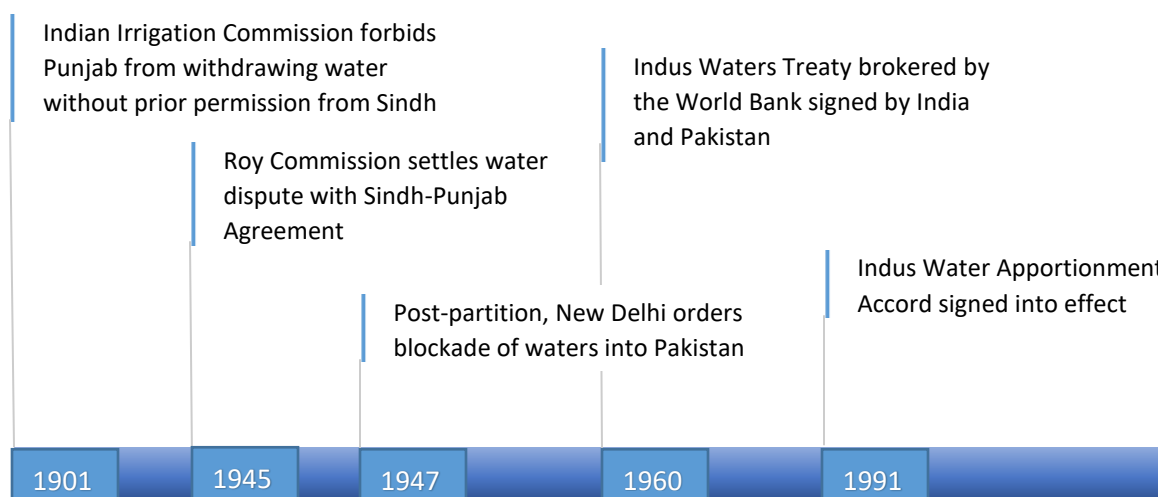 Indian Irrigation Commission forbids
Punjab from withdrawing water
without prior permission from Sindh
Indus Waters Treaty brokered by
the World Bank signed by India
and Pakistan
Roy Commission settles water
dispute with Sindh-Punjab
Agreement
Indus Water Apportionment
Accord signed into effect
Post-partition, New Delhi orders
blockade of waters into Pakistan
1901
1945
1947
1960
1991